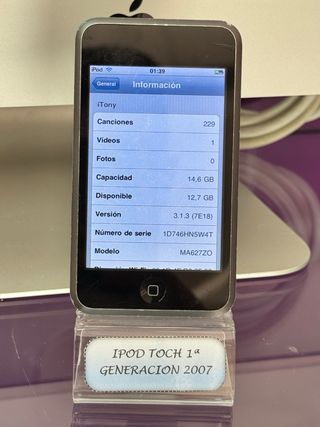 iPod 01:39
General Información
iTony
Canciones 229
Vídeos 1
Fotos 0
Capacidad 14,6 GB
Disponible 12,7 GB
Versión 3.1.3 (7E18)
Número de serie 1D746HN5W4T
Modelo MA627ZO
IPOD TOCH 1ª
GENERACION 2007